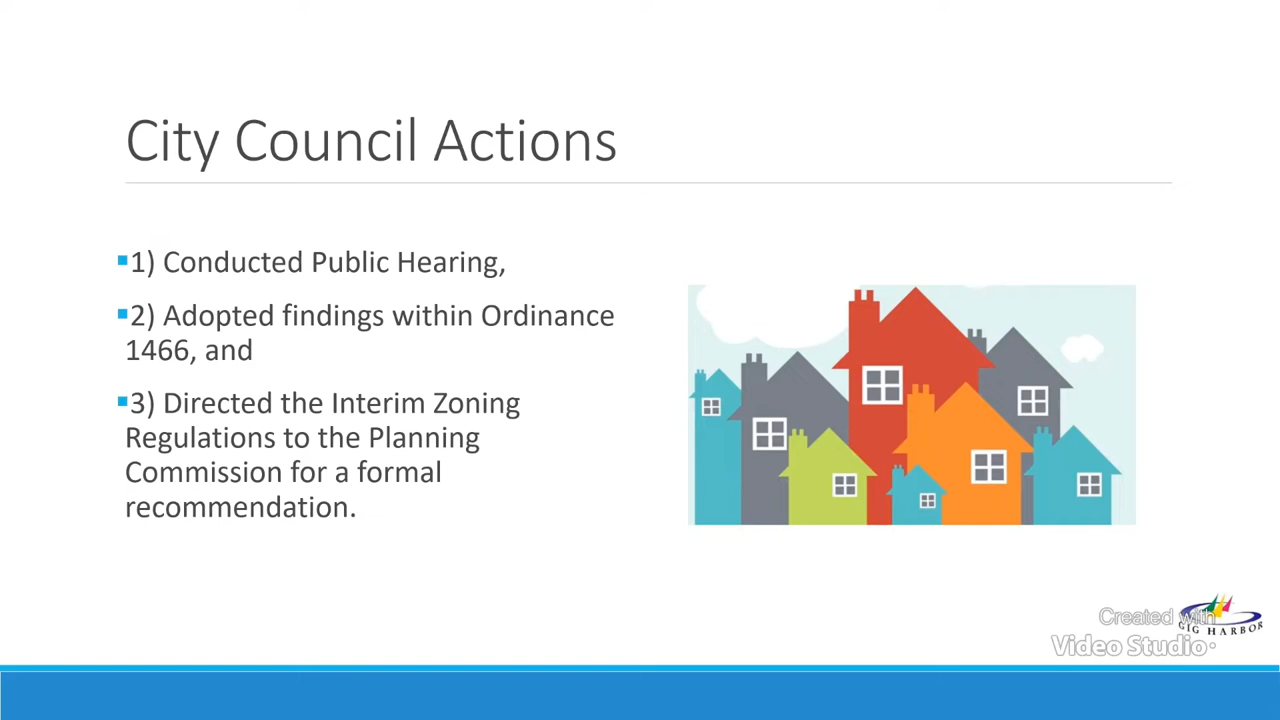 City Council Actions
1) Conducted Public Hearing,
2) Adopted findings within Ordinance
1466, and
3) Directed the Interim Zoning
Regulations to the Planning
Commission for a formal
recommendation.
Created with
Video Studio
GIG HARBOR